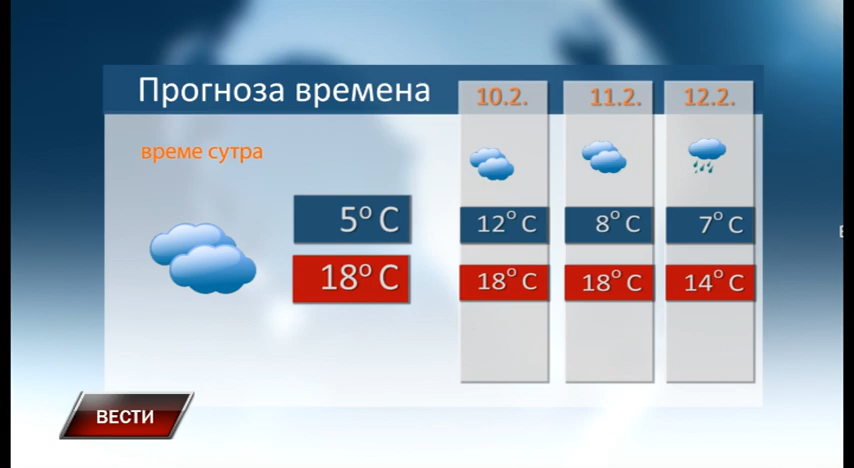 Прогноза времена
време сутра
5° C
18° C
10.2.
12° C
18° C
11.2.
8° C
18° C
12.2.
7° C
14° C
ВЕСТИ